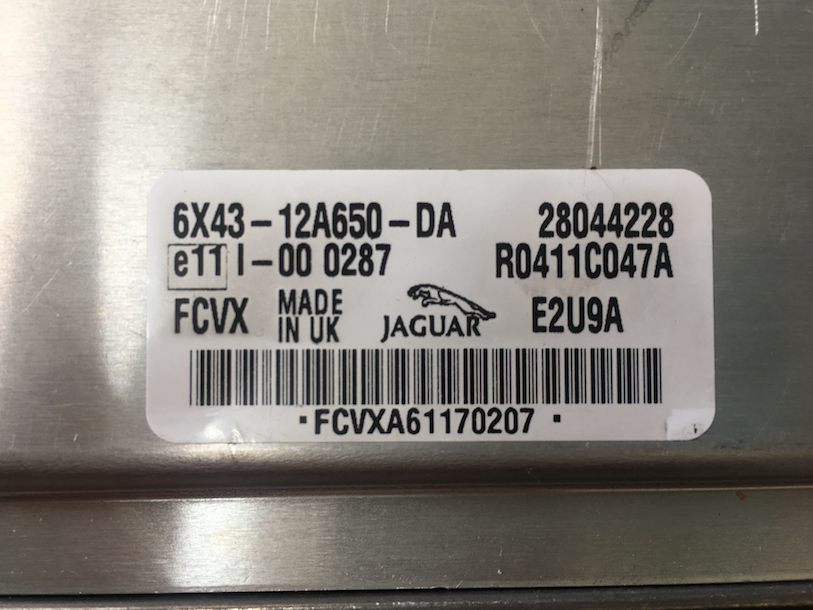 6X43-12A650-DA 28044228
e11 I-00 0287 R0411C047A
FCVX MADE IN UK JAGUAR E2U9A
·FCVXA61170207·